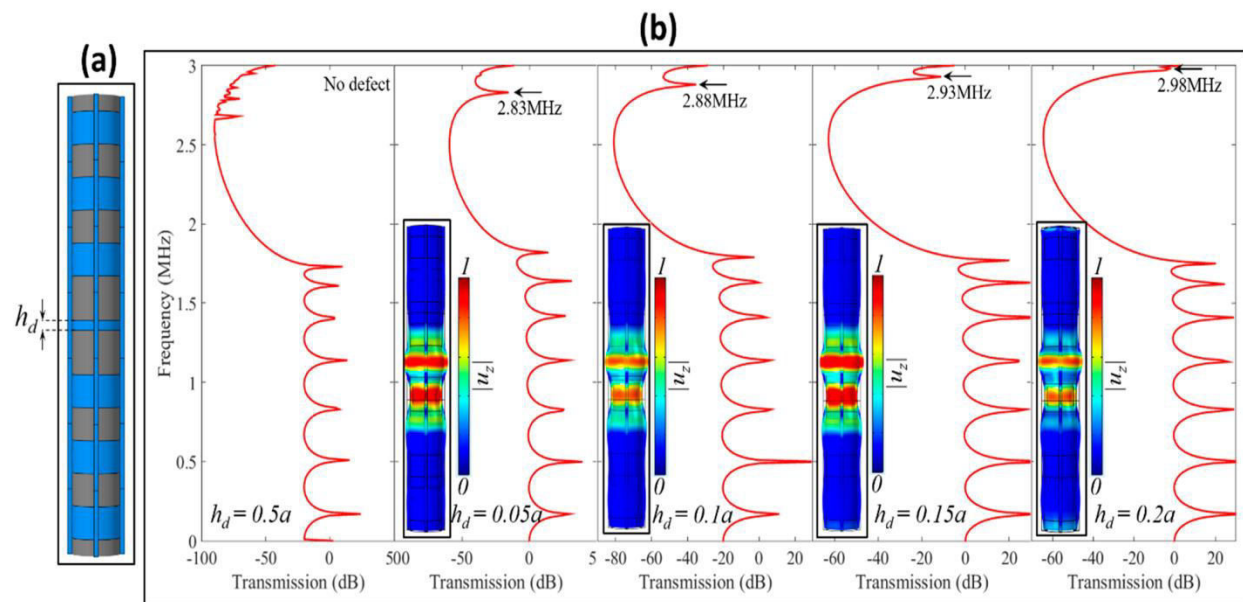 (a)
(b)
h_d
Frequency (MHz)
3
2.5
2
1.5
1
0.5
0
No defect
h_d = 0.5a
-100
-50
0
Transmission (dB)
2.83MHz
1
0
|u_z|
h_d = 0.05a
50
-50
0
Transmission (dB)
2.88MHz
1
0
|u_z|
h_d = 0.1a
5
-80
-60
-40
-20
0
20
Transmission (dB)
2.93MHz
1
0
|u_z|
h_d = 0.15a
-60
-40
-20
0
20
Transmission (dB)
2.98MHz
1
0
|u_z|
h_d = 0.2a
-60
-40
-20
0
20
Transmission (dB)